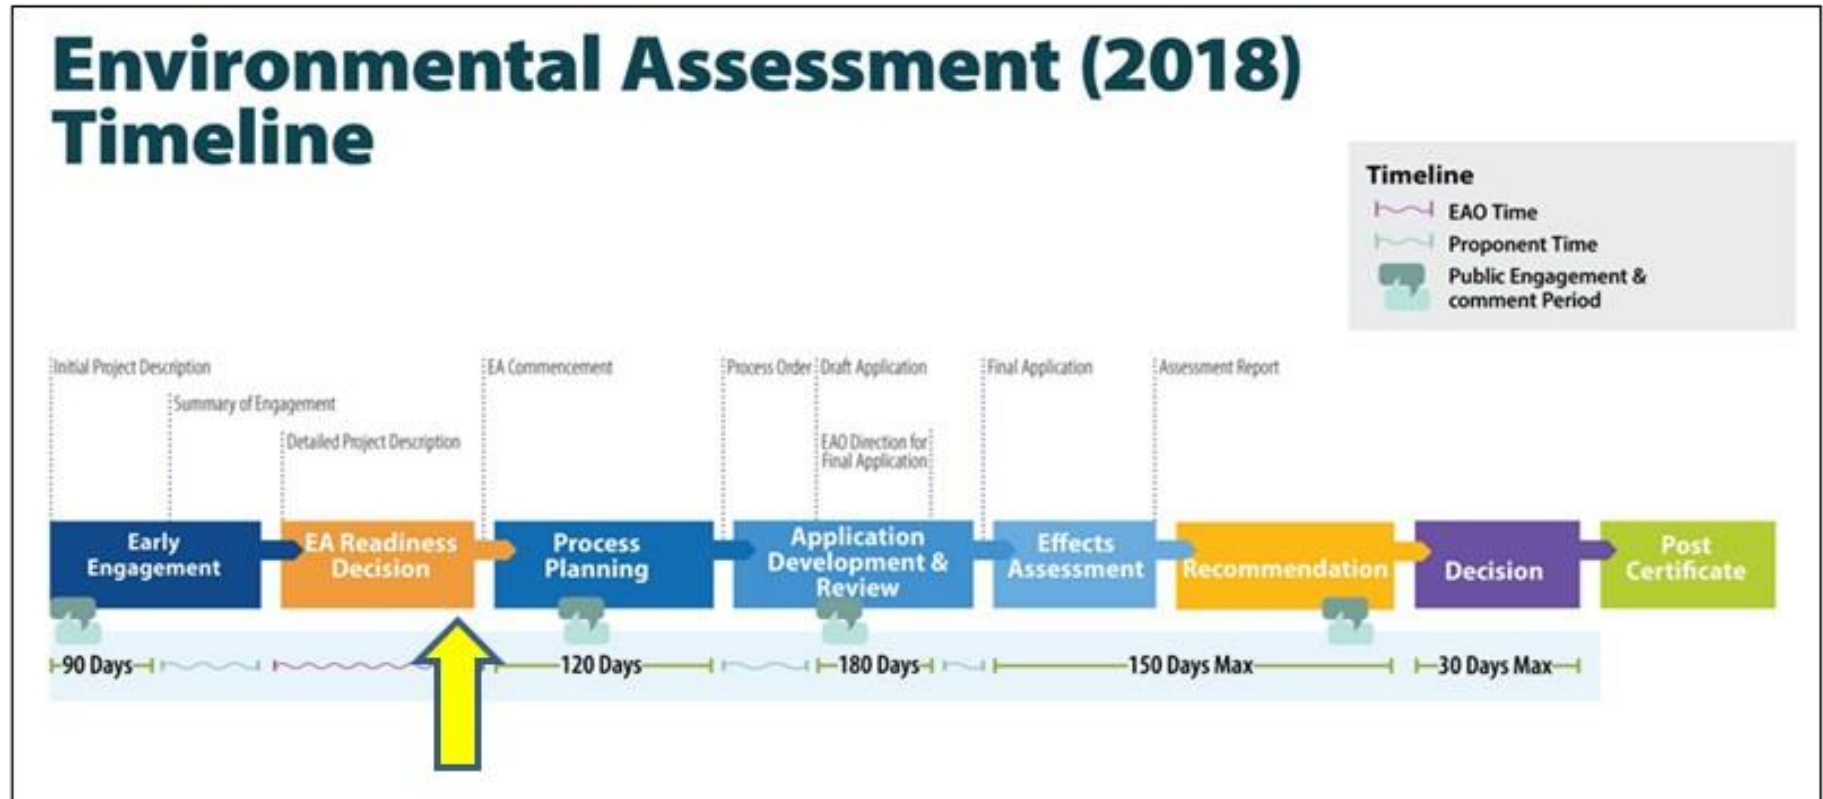 Environmental Assessment (2018)
Timeline
Timeline
EAO Time
Proponent Time
Public Engagement &
comment Period
Initial Project Description
Summary of Engagement
Detailed Project Description
EA Commencement
Process Order
Draft Application
EAO Direction for
Final Application
Final Application
Assessment Report
Early
Engagement
EA Readiness
Decision
Process
Planning
Application
Development &
Review
Effects
Assessment
Recommendation
Decision
Post
Certificate
90 Days
120 Days
180 Days
150 Days Max
30 Days Max